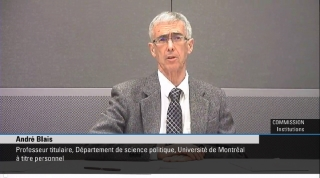 COMMISSION
Institutions
André Blais
Professeur titulaire, Département de science politique, Université de Montréal
à titre personnel